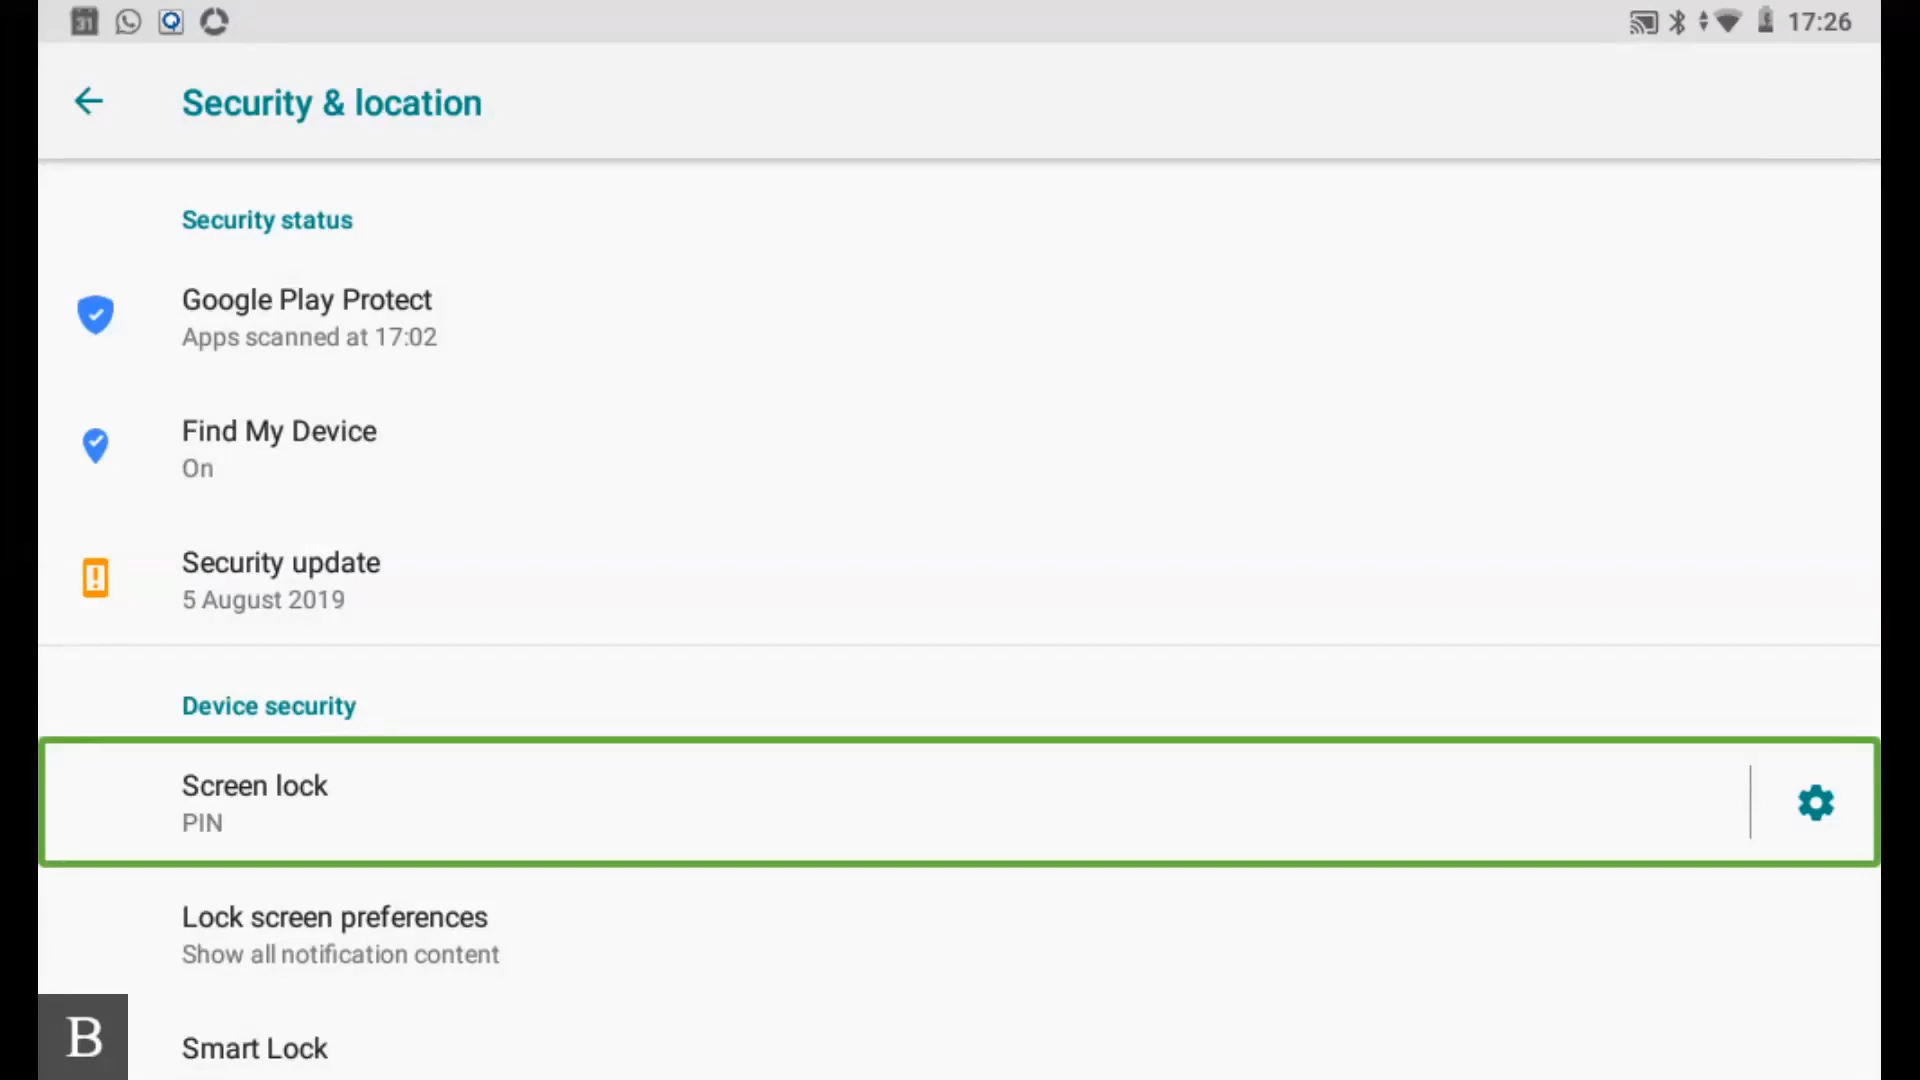 31
17:26
Security & location
Security status
Google Play Protect
Apps scanned at 17:02
Find My Device
On
Security update
5 August 2019
Device security
Screen lock
PIN
Lock screen preferences
Show all notification content
B
Smart Lock